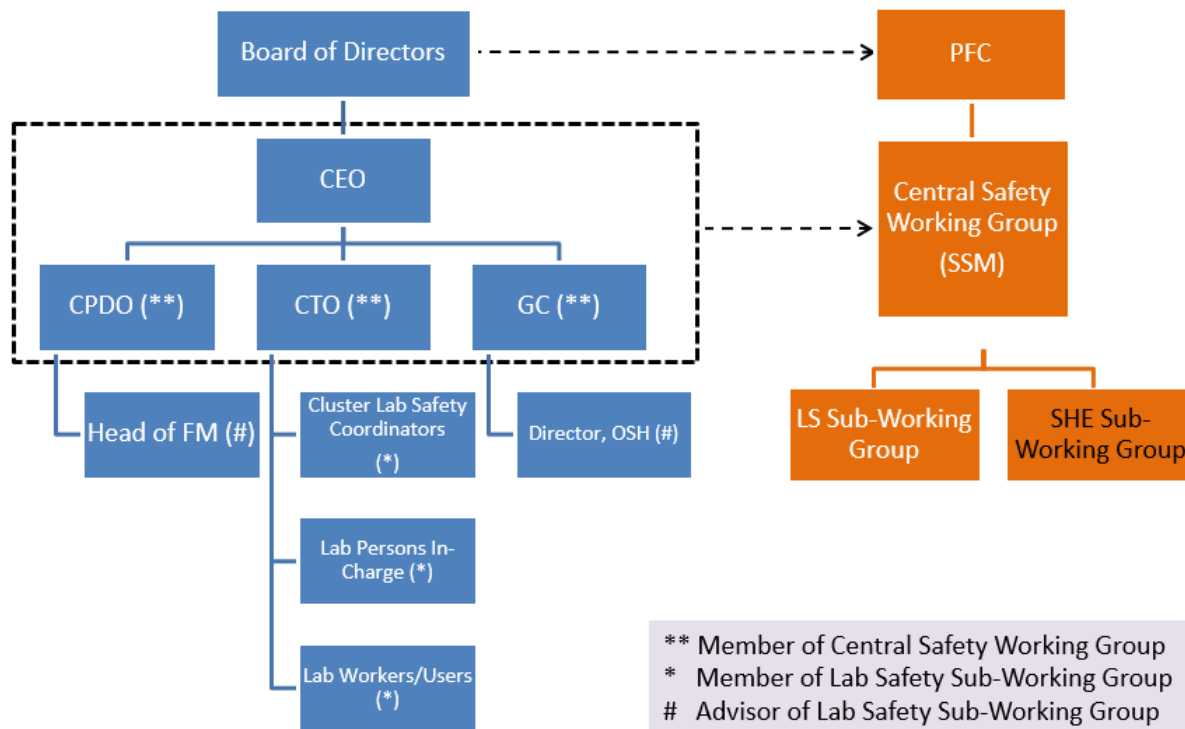 Board of Directors
PFC
CEO
Central Safety
Working Group
(SSM)
CPDO (**)
CTO (**)
GC (**)
Head of FM (#)
Cluster Lab Safety
Coordinators
(*)
Director, OSH (#)
LS Sub-Working
Group
SHE Sub-
Working Group
Lab Persons In-
Charge (*)
Lab Workers/Users
(*)
** Member of Central Safety Working Group
* Member of Lab Safety Sub-Working Group
# Advisor of Lab Safety Sub-Working Group